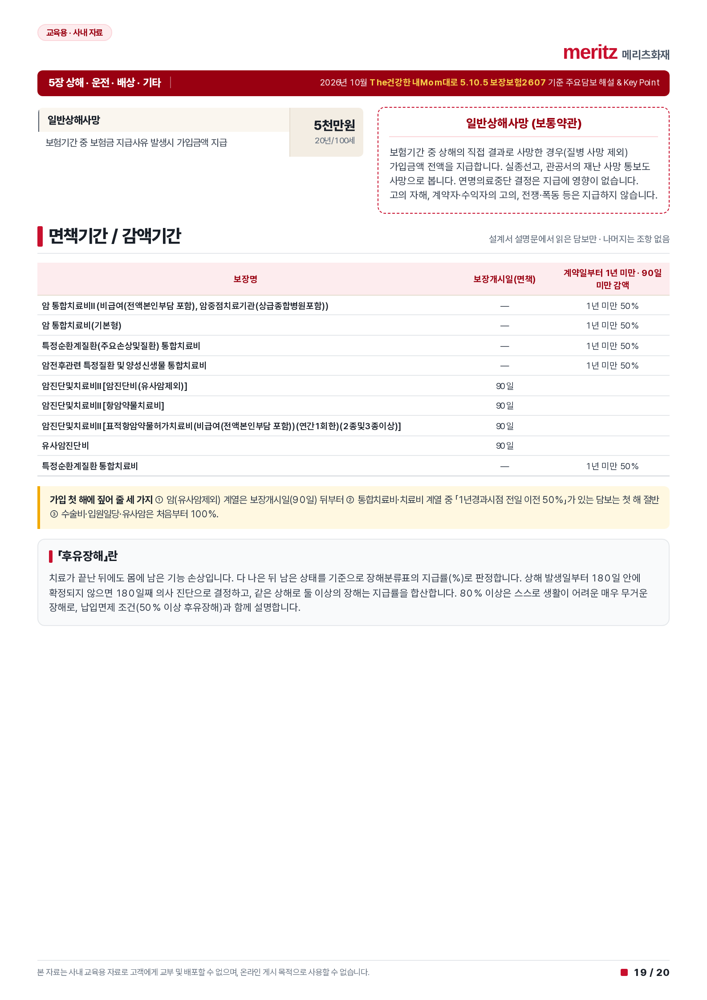 교육용 · 사내 자료
meritz 메리츠화재
5장 상해 · 운전 · 배상 · 기타
2026년 10월 The건강한 내Mom대로 5.10.5 보장보험2607 기준 주요담보 해설 & Key Point
일반상해사망
보험기간 중 보험금 지급사유 발생시 가입금액 지급
5천만원
20년/100세
일반상해사망 (보통약관)
보험기간 중 상해의 직접 결과로 사망한 경우(질병 사망 제외)
가입금액 전액을 지급합니다. 실종선고, 관공서의 재난 사망 통보도
사망으로 봅니다. 연명의료중단 결정은 지급에 영향이 없습니다.
고의 자해, 계약자·수익자의 고의, 전쟁·폭동 등은 지급하지 않습니다.
면책기간 / 감액기간
설계서 설명문에서 읽은 담보만 · 나머지는 조항 없음
보장명 보장개시일(면책) 계약일부터 1년 미만 · 90일
미만 감액
암 통합치료비II (비급여(전액본인부담 포함), 암중점치료기관(상급종합병원포함)) — 1년 미만 50%
암 통합치료비(기본형) — 1년 미만 50%
특정순환계질환(주요손상및질환) 통합치료비 — 1년 미만 50%
암전후관련 특정질환 및 양성신생물 통합치료비 — 1년 미만 50%
암진단및치료비II [암진단비(유사암제외)] 90일
암진단및치료비II [항암약물치료비] 90일
암진단및치료비II [표적항암약물허가치료비(비급여(전액본인부담 포함))(연간1회한)(2종및3종이상)] 90일
유사암진단비 90일
특정순환계질환 통합치료비 — 1년 미만 50%
가입 첫 해에 짚어 줄 세 가지 ① 암(유사암제외) 계열은 보장개시일(90일) 뒤부터 ② 통합치료비·치료비 계열 중 「1년경과시점 전일 이전 50%」가 있는 담보는 첫 해 절반
③ 수술비·입원일당·유사암은 처음부터 100%.
「후유장해」란
치료가 끝난 뒤에도 몸에 남은 기능 손상입니다. 다 나은 뒤 남은 상태를 기준으로 장해분류표의 지급률(%)로 판정합니다. 상해 발생일부터 180일 안에
확정되지 않으면 180일째 의사 진단으로 결정하고, 같은 상해로 둘 이상의 장해는 지급률을 합산합니다. 80% 이상은 스스로 생활이 어려운 매우 무거운
장해로, 납입면제 조건(50% 이상 후유장해)과 함께 설명합니다.
본 자료는 사내 교육용 자료로 고객에게 교부 및 배포할 수 없으며, 온라인 게시 목적으로 사용할 수 없습니다.
19 / 20